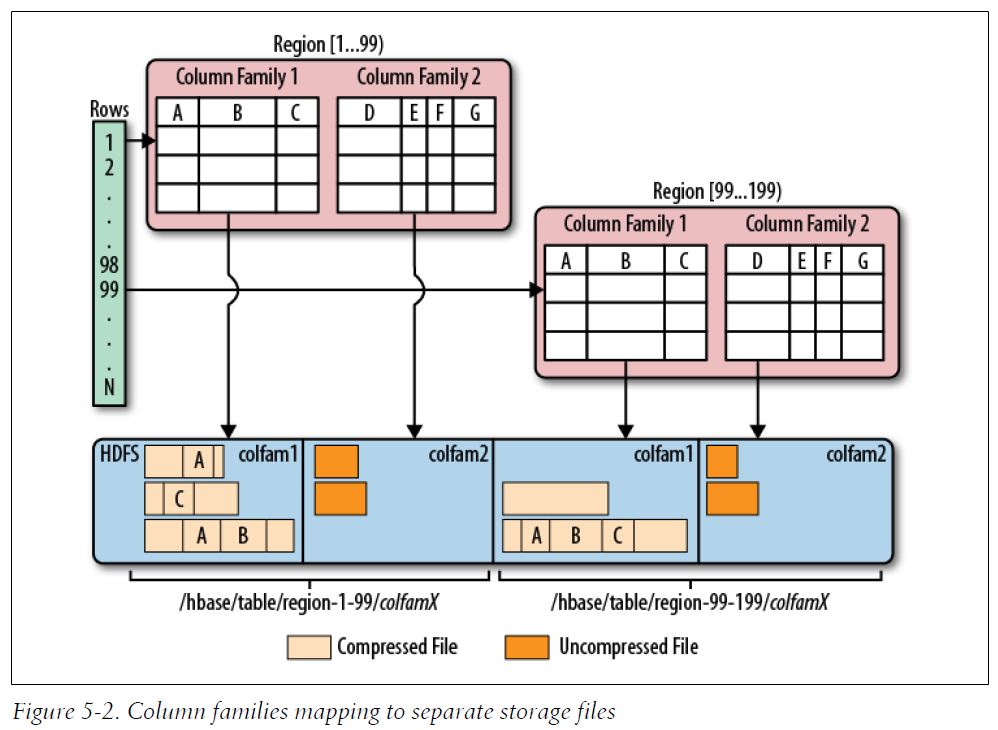 Region [1...99)
Column Family 1 Column Family 2
Rows
A B C D E F G
1
2
.
.
.
98
99
.
.
.
N
Region [99...199)
Column Family 1 Column Family 2
A B C D E F G
HDFS
A colfam1
C
A B
colfam2
colfam1
A B C
colfam2
/hbase/table/region-1-99/colfamX
/hbase/table/region-99-199/colfamX
Compressed File
Uncompressed File
Figure 5-2. Column families mapping to separate storage files